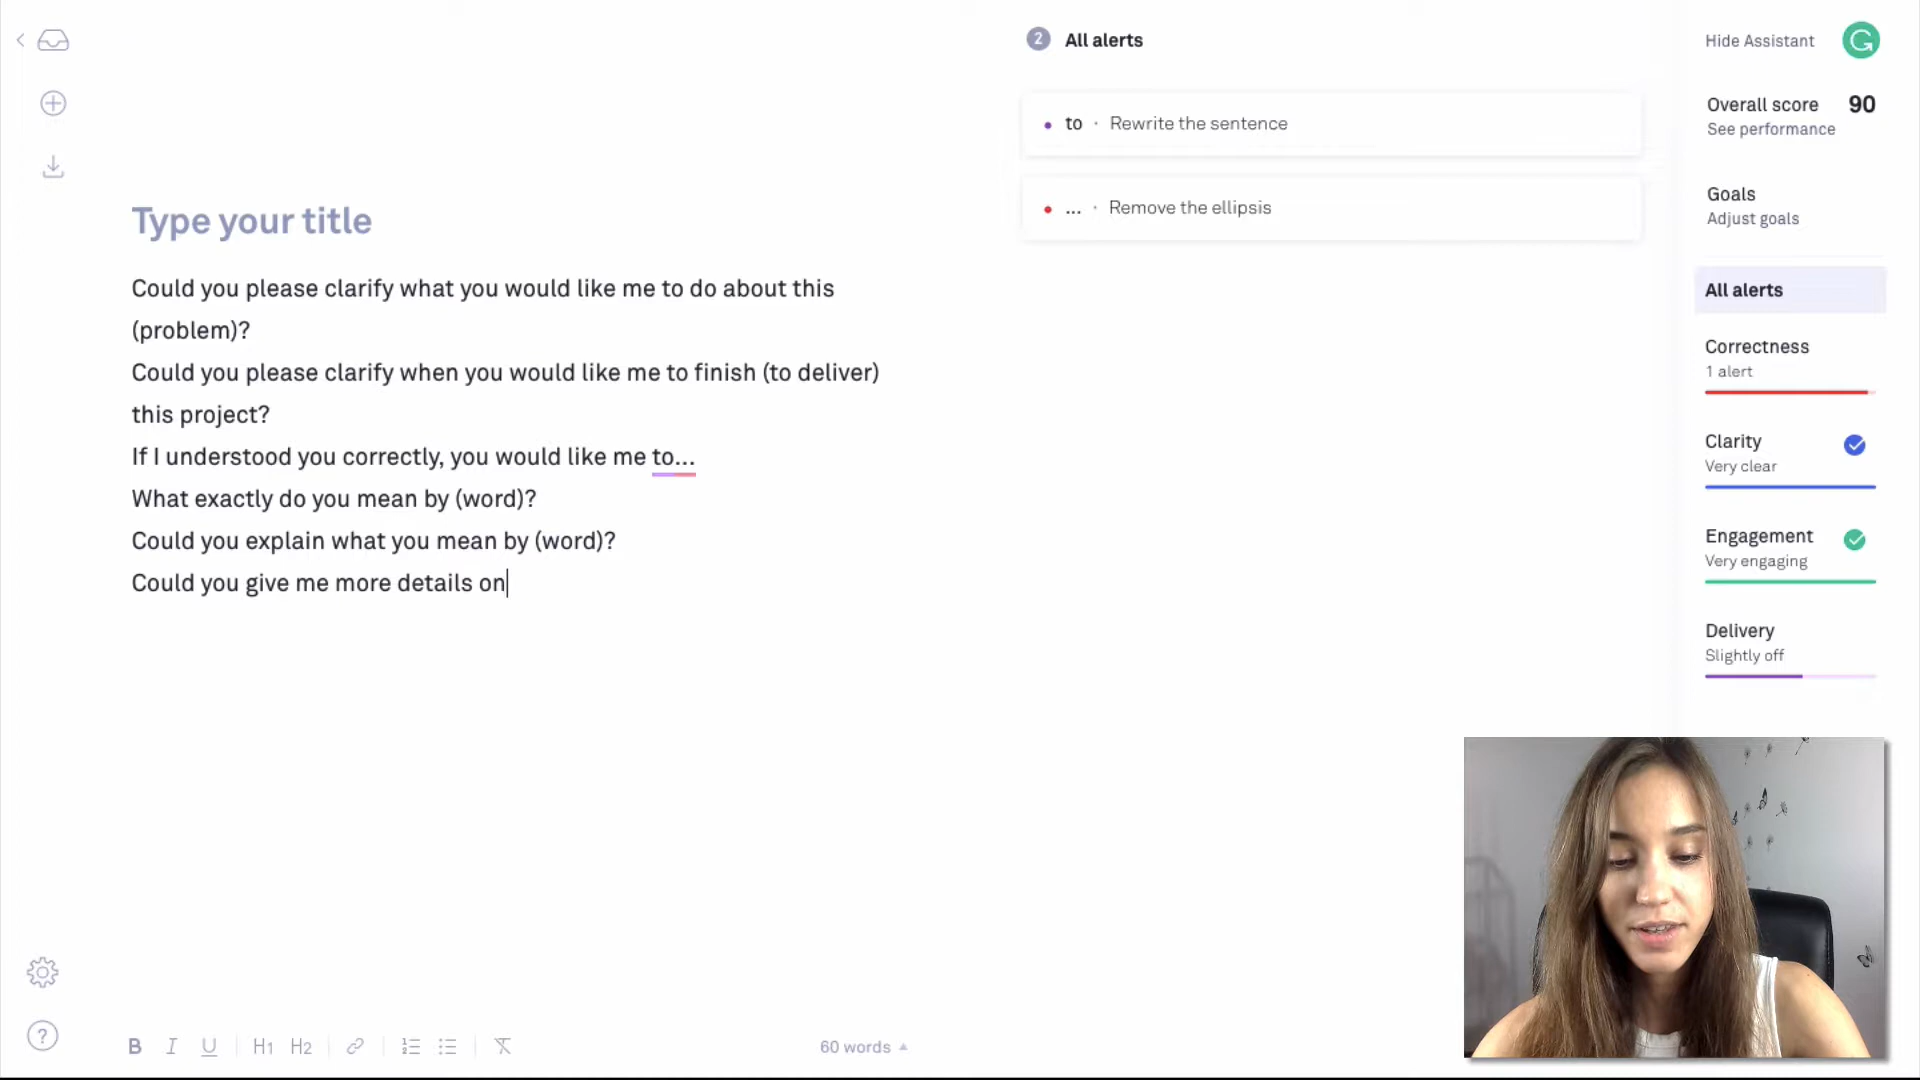 2 All alerts
Hide Assistant
to · Rewrite the sentence
... · Remove the ellipsis
Overall score 90
See performance
Goals
Adjust goals
All alerts
Correctness
1 alert
Clarity
Very clear
Engagement
Very engaging
Delivery
Slightly off
Type your title
Could you please clarify what you would like me to do about this
(problem)?
Could you please clarify when you would like me to finish (to deliver)
this project?
If I understood you correctly, you would like me to...
What exactly do you mean by (word)?
Could you explain what you mean by (word)?
Could you give me more details on
?
B I U H1 H2
60 words